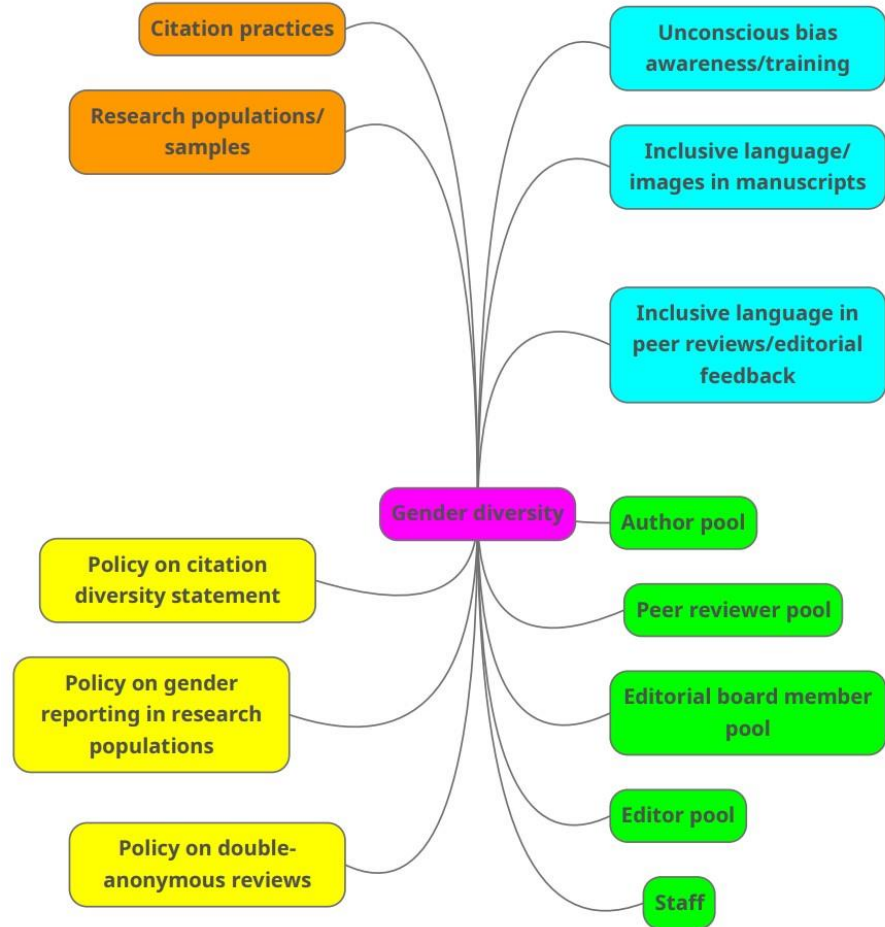 Citation practices
Research populations/
samples
Unconscious bias
awareness/training
Inclusive language/
images in manuscripts
Inclusive language in
peer reviews/editorial
feedback
Gender diversity
Author pool
Peer reviewer pool
Editorial board member
pool
Editor pool
Staff
Policy on citation
diversity statement
Policy on gender
reporting in research
populations
Policy on double-
anonymous reviews